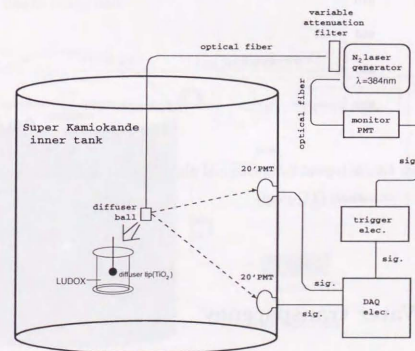 variable
attenuation
filter
optical fiber
N₂ laser
generator
λ=384nm
optical fiber
monitor
PMT
Super Kamiokande
inner tank
sig
20'PMT
diffuser
ball
trigger
elec.
LUDOX
diffuser tip(TiO₂)
sig.
20'PMT
sig.
DAQ
elec.
sig.